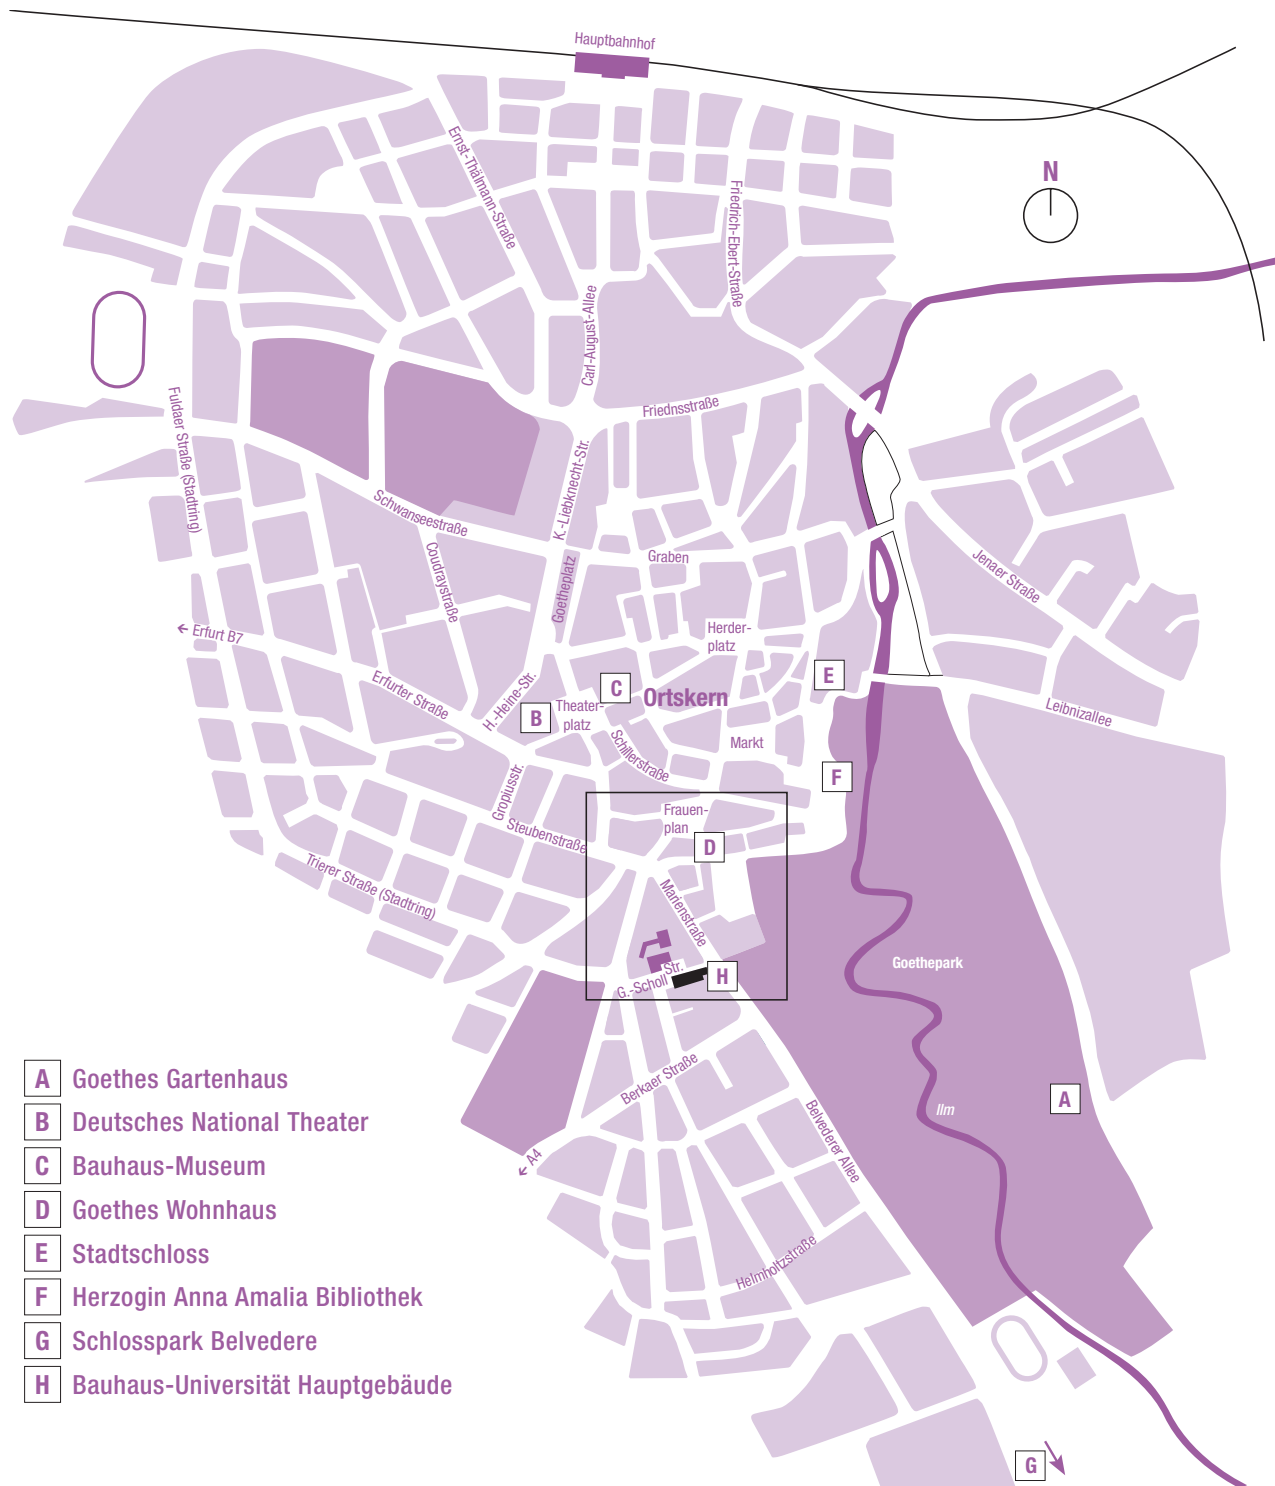 Hauptbahnhof
N
Ernst-Thälmann-Straße
Friedrich-Ebert-Straße
Carl-August-Allee
Fuldaer Straße (Stadtring)
Friednsstraße
K.-Liebknecht-Str.
Schwanseestraße
Graben
Coudraystraße
Goetheplatz
Jenaer Straße
← Erfurt B7
Herder-
platz
E
Erfurter Straße
H.-Heine-Str.
C
Ortskern
B
Theater-
platz
Leibnizallee
Markt
Schillerstraße
F
Gropiusstr.
Frauen-
plan
Steubenstraße
D
Trierer Straße (Stadtring)
Marienstraße
Goethepark
G.-Scholl Str.
H
Berkaer Straße
A
Ilm
Belvederer Allee
← A4
Helmholtzstraße
G
A Goethes Gartenhaus
B Deutsches National Theater
C Bauhaus-Museum
D Goethes Wohnhaus
E Stadtschloss
F Herzogin Anna Amalia Bibliothek
G Schlosspark Belvedere
H Bauhaus-Universität Hauptgebäude